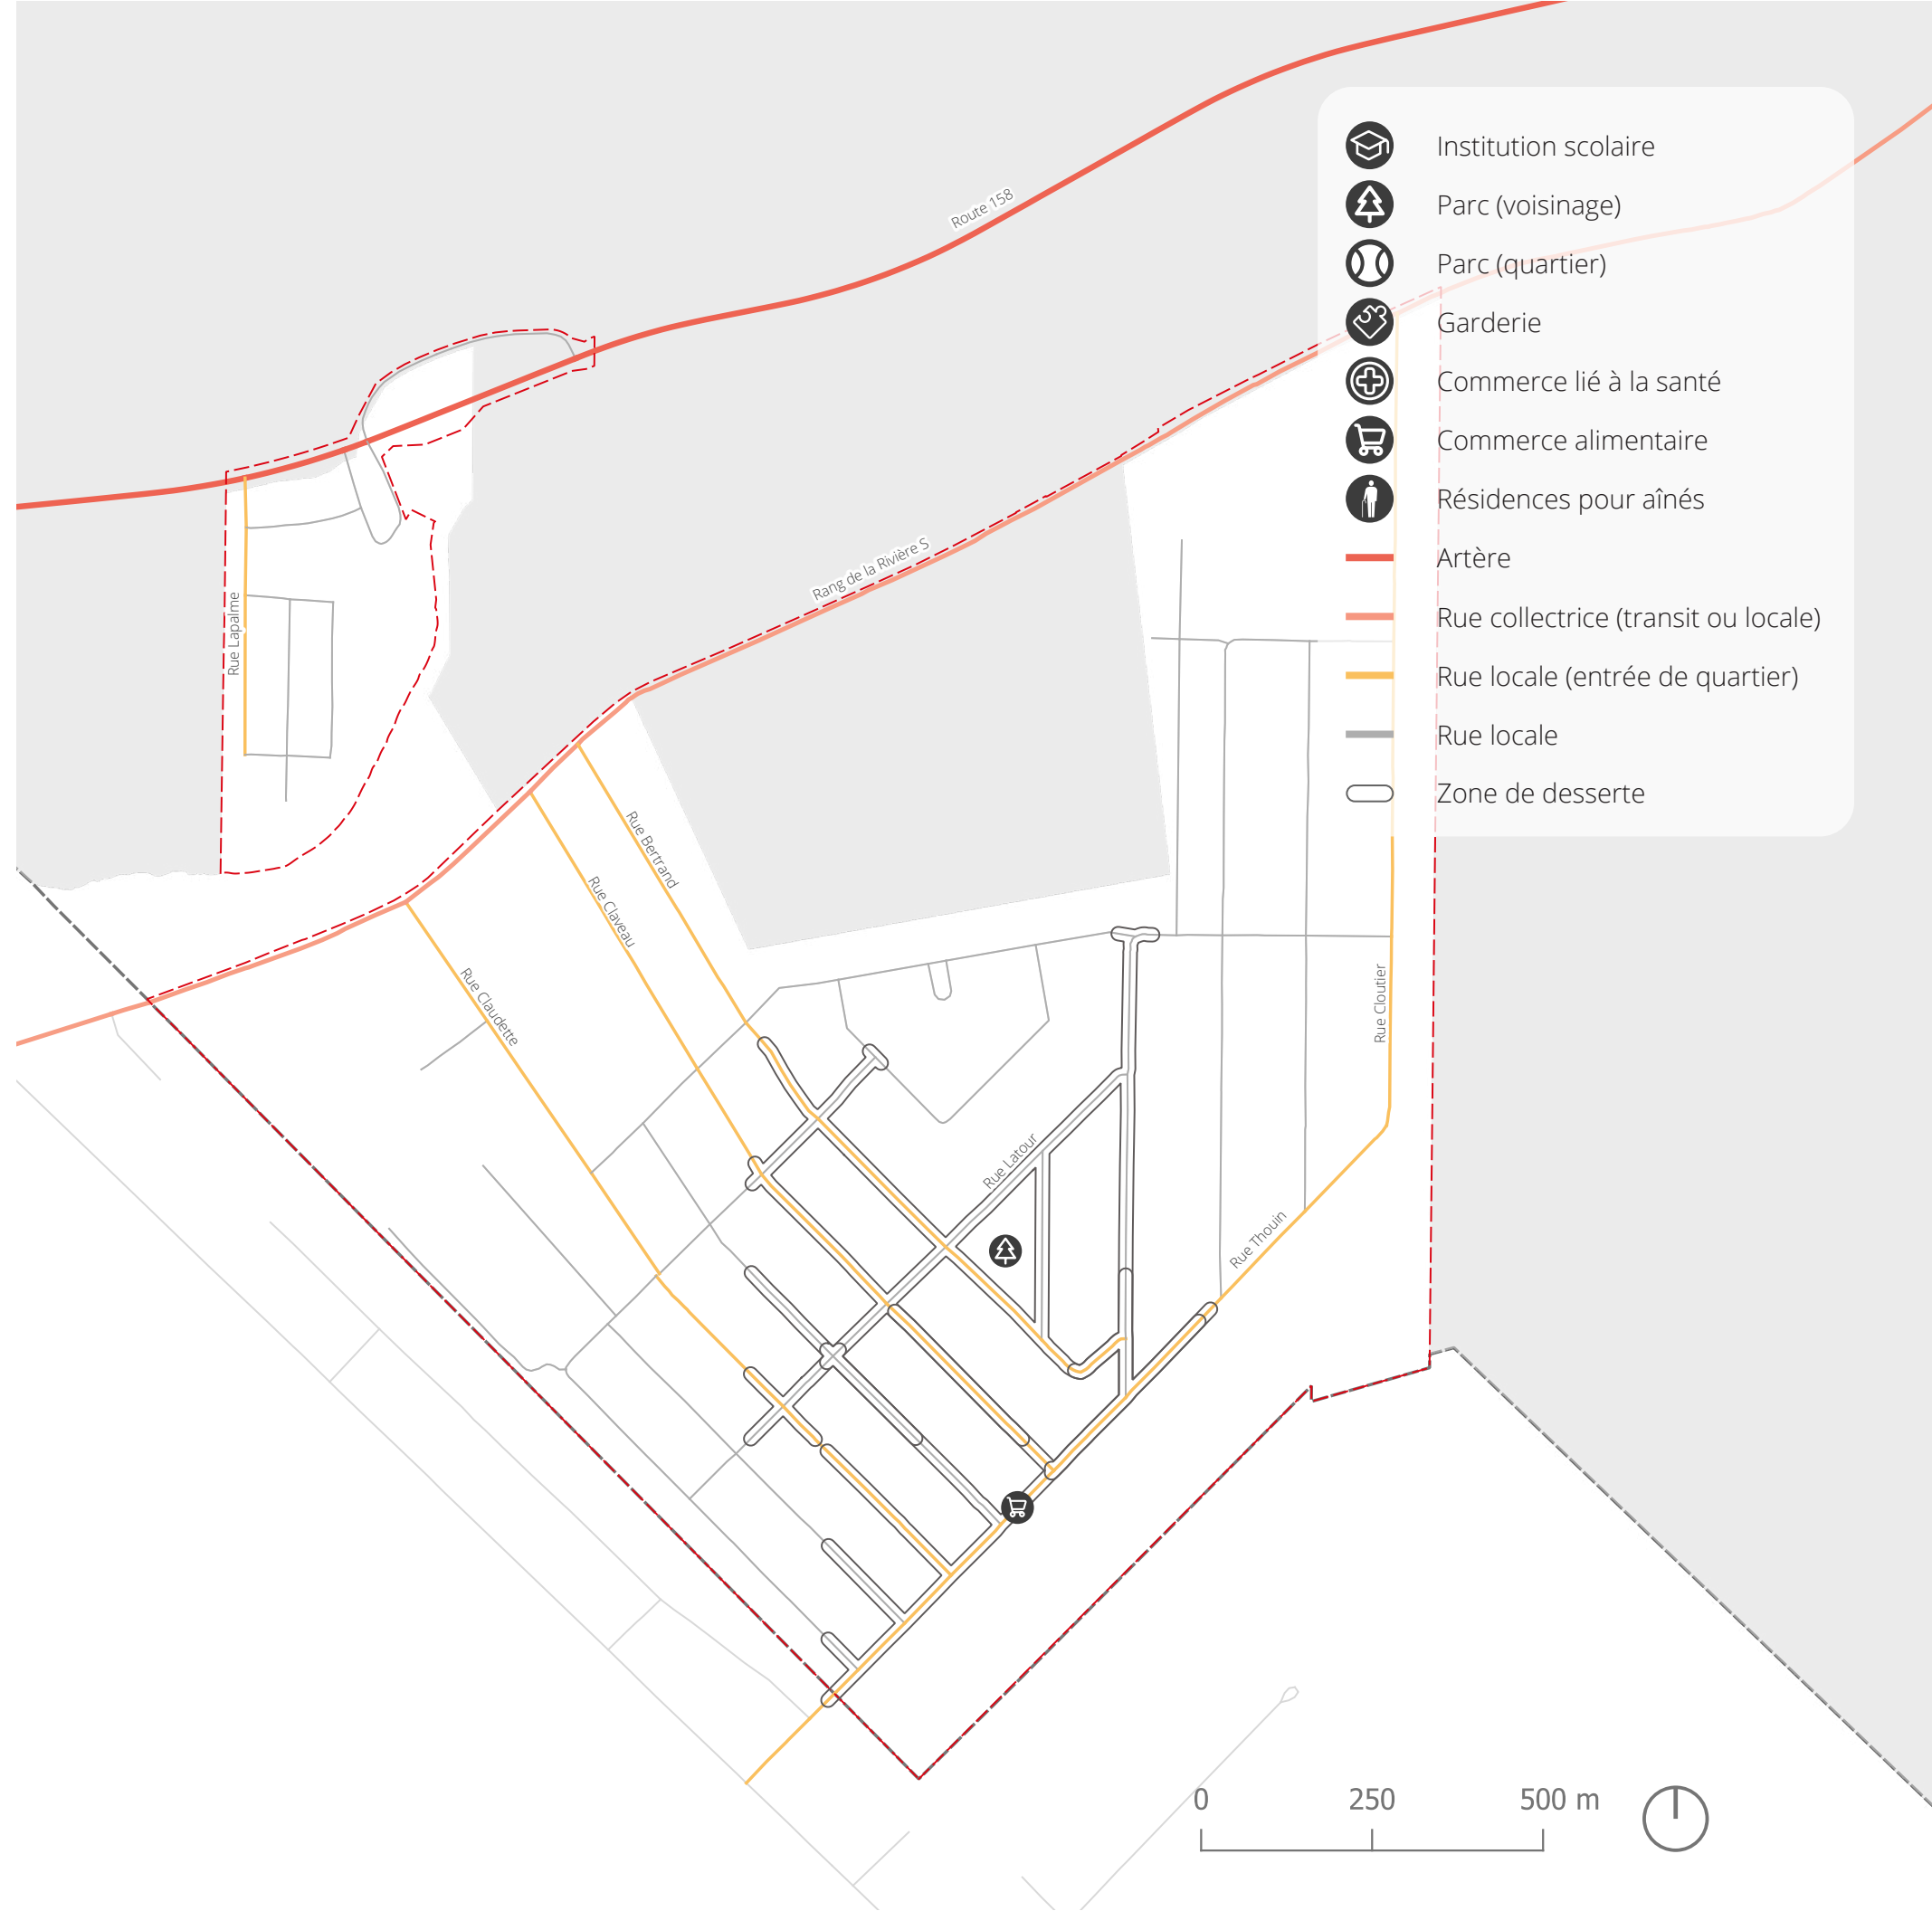 Route 158
Institution scolaire
Parc (voisinage)
Parc (quartier)
Garderie
Commerce lié à la santé
Commerce alimentaire
Résidences pour aînés
Artère
Rue collectrice (transit ou locale)
Rue locale (entrée de quartier)
Rue locale
Zone de desserte
Rang de la Rivière S
Rue Lapalme
Rue Bertrand
Rue Claveau
Rue Claudette
Rue Cloutier
Rue Latour
Rue Thouin
0 250 500 m